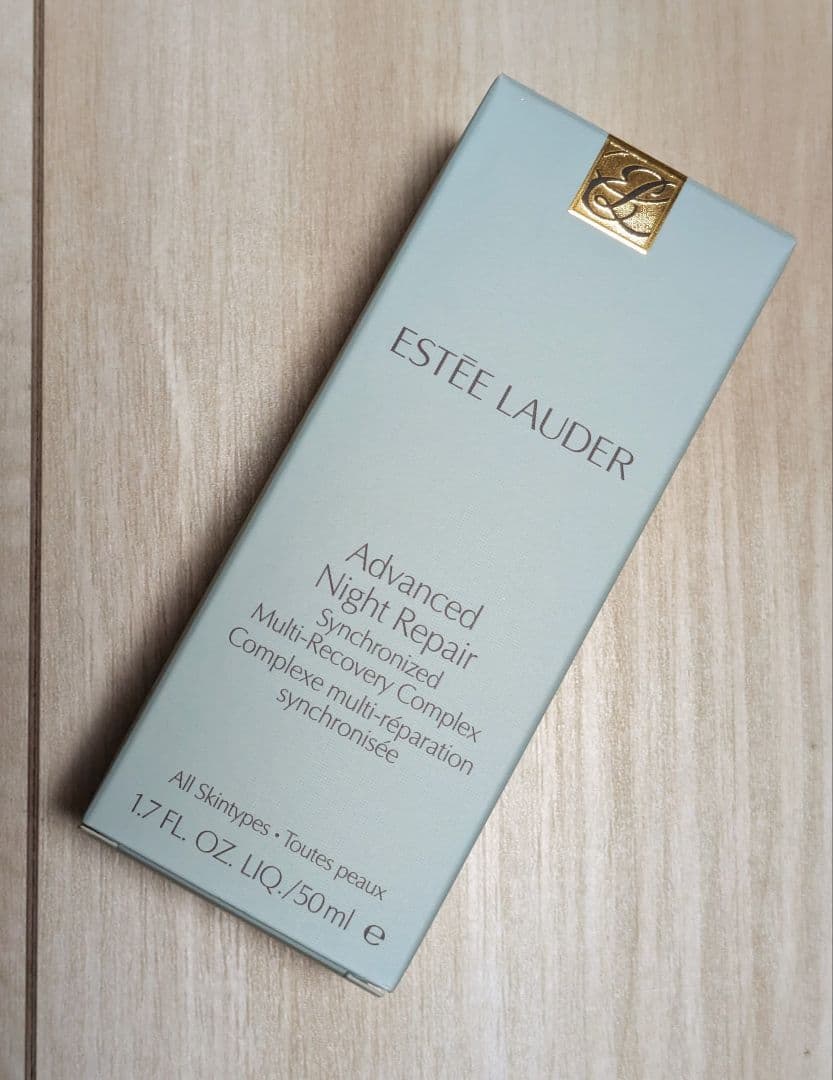 ESTĒE LAUDER
Advanced
Night Repair
Synchronized
Multi-Recovery Complex
Complexe multi-réparation
synchronisée
All Skintypes • Toutes peaux
1.7 FL. OZ. LIQ./50ml ℮